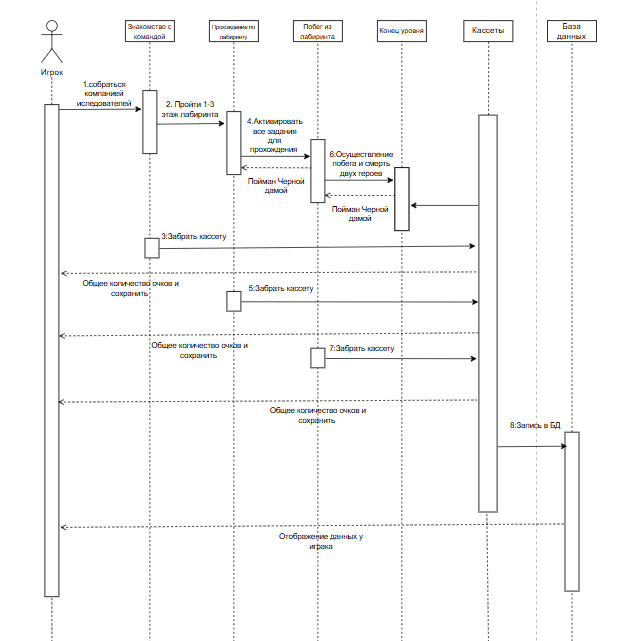 Знакомство с
командой
Прохождение по
лабиринту
Побег из
лабиринта
Конец уровня
Кассеты
База
данных
Игрок
1.собраться
компанией
иследователей
2. Пройти 1-3
этаж лабиринта
4.Активировать
все задания
для
прохождения
6:Осуществление
побега и смерть
двух героев
Пойман Черной
дамой
Пойман Черной
дамой
3:Забрать кассету
Общее количество очков и
сохранить
5:Забрать кассету
Общее количество очков и
сохранить
7:Забрать кассету
Общее количество очков и
сохранить
8:Запись в БД
Отображение данных у
играка